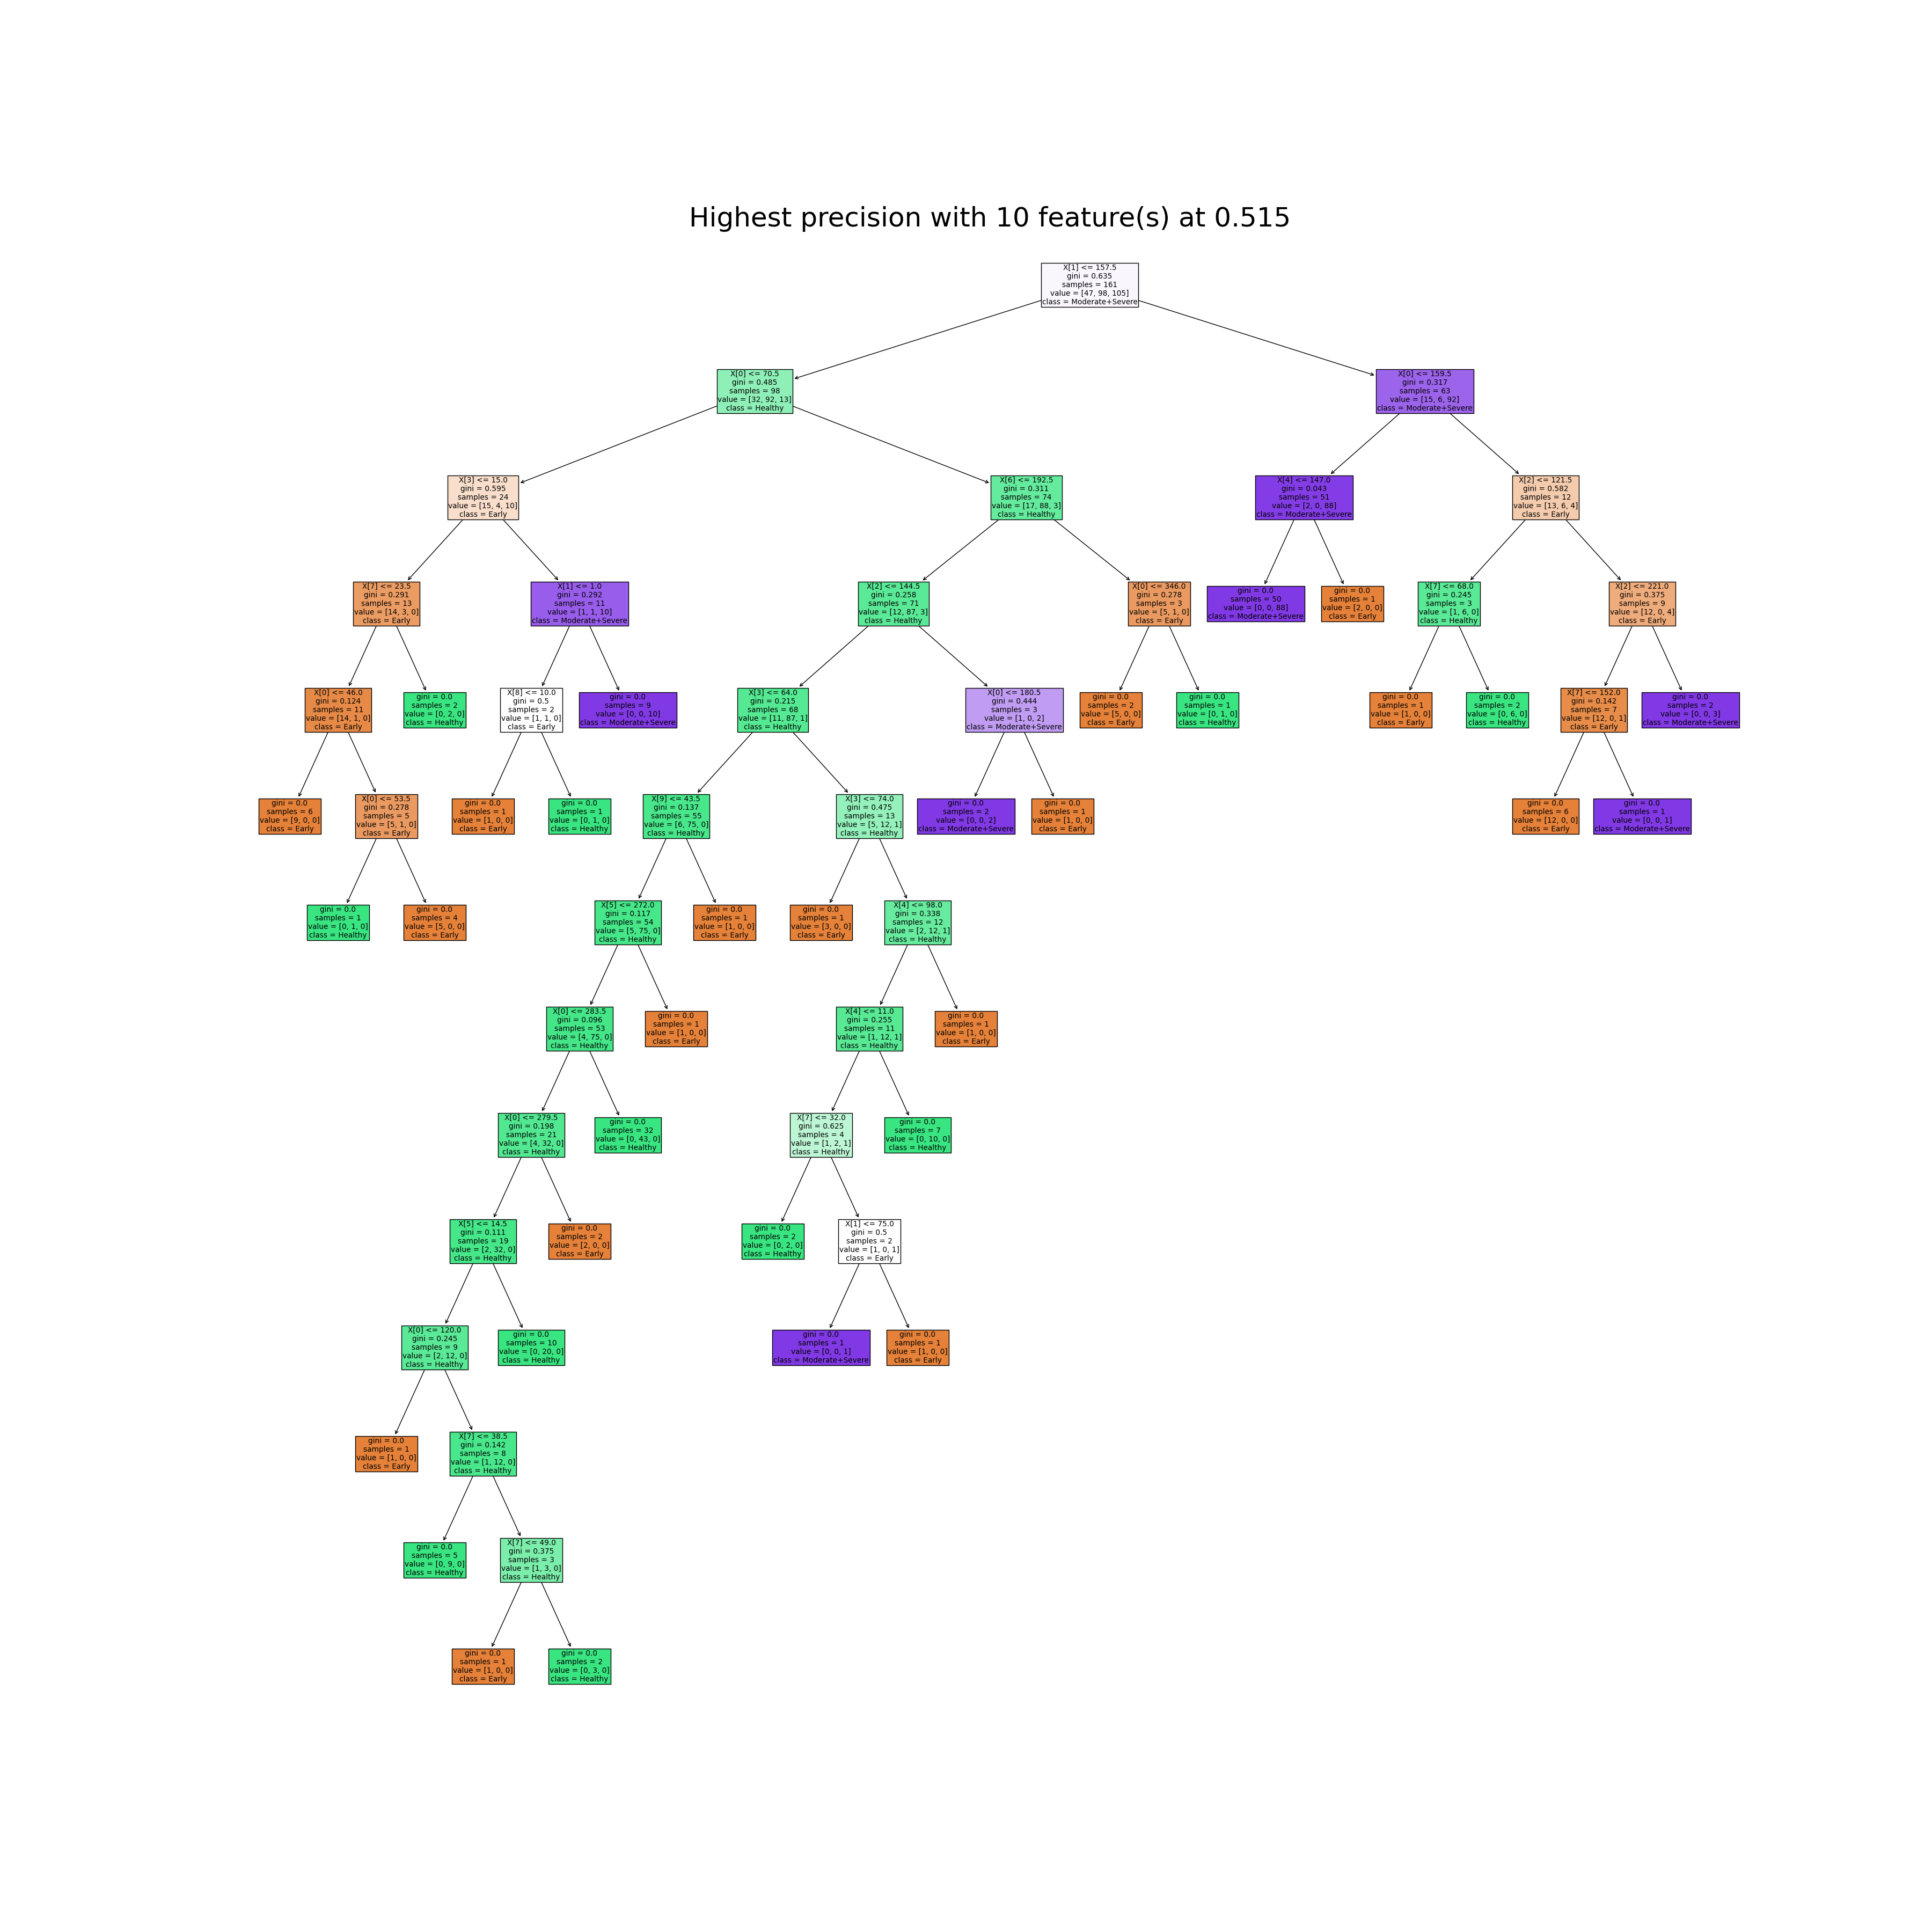 Highest precision with 10 feature(s) at 0.515
X[1] <= 157.5
gini = 0.635
samples = 161
value = [47, 98, 105]
class = Moderate+Severe
X[0] <= 70.5
gini = 0.485
samples = 98
value = [32, 92, 13]
class = Healthy
X[0] <= 159.5
gini = 0.317
samples = 63
value = [15, 6, 92]
class = Moderate+Severe
X[3] <= 15.0
gini = 0.595
samples = 24
value = [15, 4, 10]
class = Early
X[6] <= 192.5
gini = 0.311
samples = 74
value = [17, 88, 3]
class = Healthy
X[4] <= 147.0
gini = 0.043
samples = 51
value = [2, 0, 88]
class = Moderate+Severe
X[2] <= 121.5
gini = 0.582
samples = 12
value = [13, 6, 4]
class = Early
X[7] <= 23.5
gini = 0.291
samples = 13
value = [14, 3, 0]
class = Early
X[1] <= 1.0
gini = 0.292
samples = 11
value = [1, 1, 10]
class = Moderate+Severe
X[2] <= 144.5
gini = 0.258
samples = 71
value = [12, 87, 3]
class = Healthy
X[0] <= 346.0
gini = 0.278
samples = 3
value = [5, 1, 0]
class = Early
gini = 0.0
samples = 50
value = [0, 0, 88]
class = Moderate+Severe
gini = 0.0
samples = 1
value = [2, 0, 0]
class = Early
X[7] <= 68.0
gini = 0.245
samples = 3
value = [1, 6, 0]
class = Healthy
X[2] <= 221.0
gini = 0.375
samples = 9
value = [12, 0, 4]
class = Early
X[0] <= 46.0
gini = 0.124
samples = 11
value = [14, 1, 0]
class = Early
gini = 0.0
samples = 2
value = [0, 2, 0]
class = Healthy
X[8] <= 10.0
gini = 0.5
samples = 2
value = [1, 1, 0]
class = Early
gini = 0.0
samples = 9
value = [0, 0, 10]
class = Moderate+Severe
X[3] <= 64.0
gini = 0.215
samples = 68
value = [11, 87, 1]
class = Healthy
X[0] <= 180.5
gini = 0.444
samples = 3
value = [1, 0, 2]
class = Moderate+Severe
gini = 0.0
samples = 2
value = [5, 0, 0]
class = Early
gini = 0.0
samples = 1
value = [0, 1, 0]
class = Healthy
gini = 0.0
samples = 1
value = [1, 0, 0]
class = Early
gini = 0.0
samples = 2
value = [0, 6, 0]
class = Healthy
X[7] <= 152.0
gini = 0.142
samples = 7
value = [12, 0, 1]
class = Early
gini = 0.0
samples = 2
value = [0, 0, 3]
class = Moderate+Severe
gini = 0.0
samples = 6
value = [9, 0, 0]
class = Early
X[0] <= 53.5
gini = 0.278
samples = 5
value = [5, 1, 0]
class = Early
gini = 0.0
samples = 1
value = [1, 0, 0]
class = Early
gini = 0.0
samples = 1
value = [0, 1, 0]
class = Healthy
X[9] <= 43.5
gini = 0.137
samples = 55
value = [6, 75, 0]
class = Healthy
X[3] <= 74.0
gini = 0.475
samples = 13
value = [5, 12, 1]
class = Healthy
gini = 0.0
samples = 2
value = [0, 0, 2]
class = Moderate+Severe
gini = 0.0
samples = 1
value = [1, 0, 0]
class = Early
gini = 0.0
samples = 6
value = [12, 0, 0]
class = Early
gini = 0.0
samples = 1
value = [0, 0, 1]
class = Moderate+Severe
gini = 0.0
samples = 1
value = [0, 1, 0]
class = Healthy
gini = 0.0
samples = 4
value = [5, 0, 0]
class = Early
X[5] <= 272.0
gini = 0.117
samples = 54
value = [5, 75, 0]
class = Healthy
gini = 0.0
samples = 1
value = [1, 0, 0]
class = Early
gini = 0.0
samples = 1
value = [3, 0, 0]
class = Early
X[4] <= 98.0
gini = 0.338
samples = 12
value = [2, 12, 1]
class = Healthy
X[0] <= 283.5
gini = 0.096
samples = 53
value = [4, 75, 0]
class = Healthy
gini = 0.0
samples = 1
value = [1, 0, 0]
class = Early
X[4] <= 11.0
gini = 0.255
samples = 11
value = [1, 12, 1]
class = Healthy
gini = 0.0
samples = 1
value = [1, 0, 0]
class = Early
X[0] <= 279.5
gini = 0.198
samples = 21
value = [4, 32, 0]
class = Healthy
gini = 0.0
samples = 32
value = [0, 43, 0]
class = Healthy
X[7] <= 32.0
gini = 0.625
samples = 4
value = [1, 2, 1]
class = Healthy
gini = 0.0
samples = 7
value = [0, 10, 0]
class = Healthy
X[5] <= 14.5
gini = 0.111
samples = 19
value = [2, 32, 0]
class = Healthy
gini = 0.0
samples = 2
value = [2, 0, 0]
class = Early
gini = 0.0
samples = 2
value = [0, 2, 0]
class = Healthy
X[1] <= 75.0
gini = 0.5
samples = 2
value = [1, 0, 1]
class = Early
X[0] <= 120.0
gini = 0.245
samples = 9
value = [2, 12, 0]
class = Healthy
gini = 0.0
samples = 10
value = [0, 20, 0]
class = Healthy
gini = 0.0
samples = 1
value = [0, 0, 1]
class = Moderate+Severe
gini = 0.0
samples = 1
value = [1, 0, 0]
class = Early
gini = 0.0
samples = 1
value = [1, 0, 0]
class = Early
X[7] <= 38.5
gini = 0.142
samples = 8
value = [1, 12, 0]
class = Healthy
gini = 0.0
samples = 5
value = [0, 9, 0]
class = Healthy
X[7] <= 49.0
gini = 0.375
samples = 3
value = [1, 3, 0]
class = Healthy
gini = 0.0
samples = 1
value = [1, 0, 0]
class = Early
gini = 0.0
samples = 2
value = [0, 3, 0]
class = Healthy